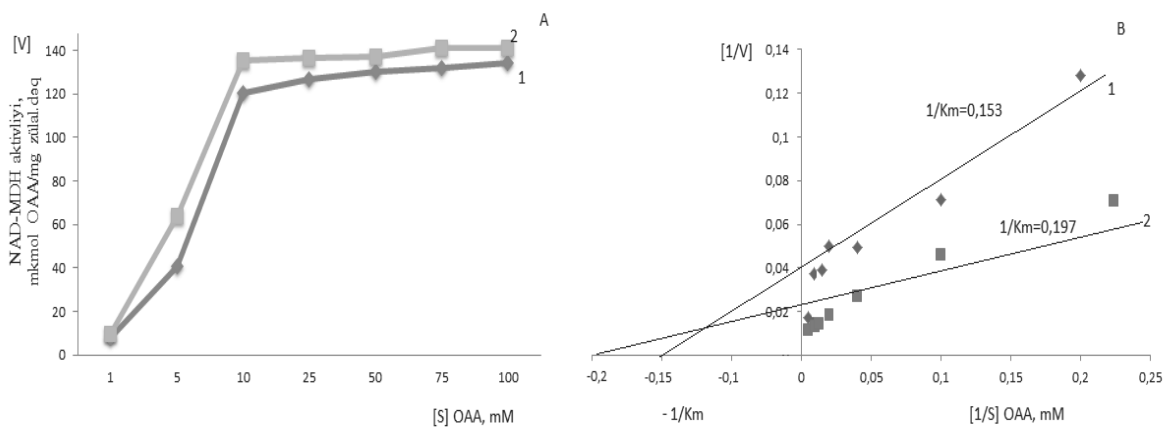 A
[V]
NAD-MDH aktivliyi,
mkmol OAA/mg zülal.dəq
140
120
100
80
60
40
20
0
2
1
1 5 10 25 50 75 100
[S] OAA, mM
B
[1/V]
0,14
0,12
0,1
0,08
0,06
0,04
0,02
1/Km=0,153
1
1/Km=0,197
2
-0,2 -0,15 -0,1 0 0,05 0,1 0,15 0,2 0,25
- 1/Km
[1/S] OAA, mM